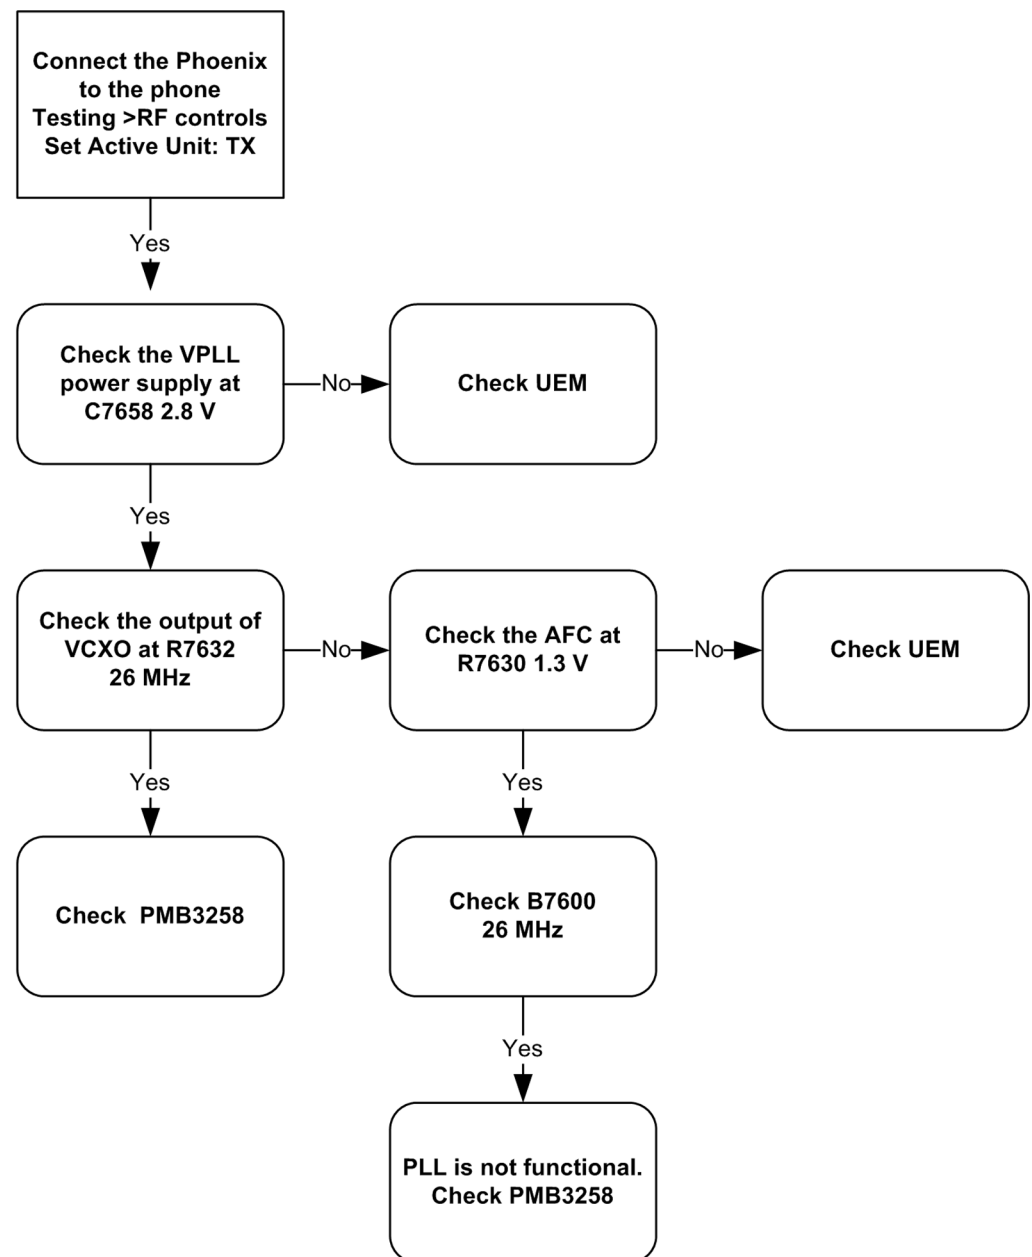 Connect the Phoenix
to the phone
Testing >RF controls
Set Active Unit: TX
Yes
Check the VPLL
power supply at
C7658 2.8 V
No
Check UEM
Yes
Check the output of
VCXO at R7632
26 MHz
No
Check the AFC at
R7630 1.3 V
No
Check UEM
Yes
Yes
Check  PMB3258
Check B7600
26 MHz
Yes
PLL is not functional.
Check PMB3258